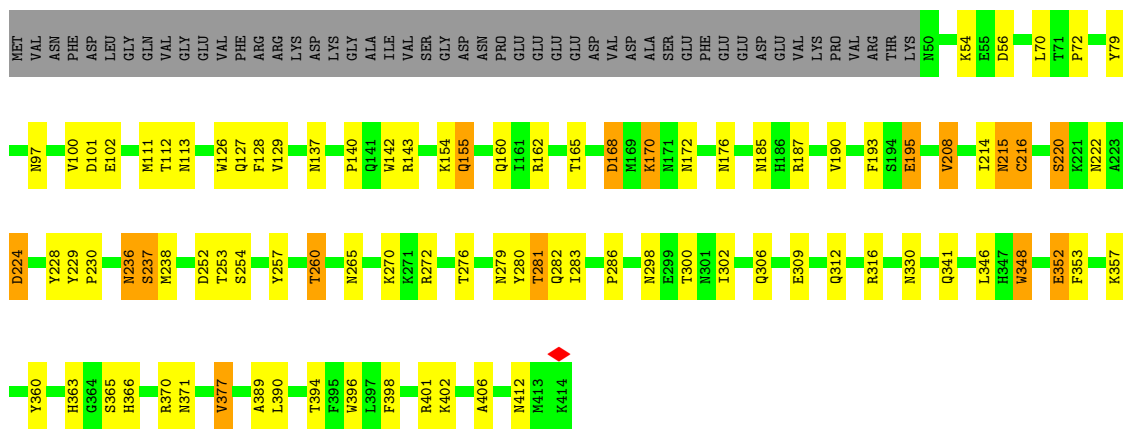 MET VAL ASN PHE ASP LEU GLY GLN VAL GLY GLU VAL PHE ARG ARG LYS ASP LYS GLY ALA ILE VAL SER GLY ASP ASN PRO GLU GLU GLU GLU ASP VAL ASP ALA SER GLU PHE GLU GLU ASP GLU VAL LYS PRO VAL ARG THR LYS N50 K54 E55 D56 L70 T71 P72 Y79
N97 V100 D101 E102 M111 T112 N113 W126 Q127 F128 V129 N137 P140 Q141 W142 R143 K154 Q155 Q160 I161 R162 T165 D168 M169 K170 N171 N172 N176 N185 H186 R187 V190 F193 S194 E195 V208 I214 N215 C216 S220 K221 N222 A223
D224 Y228 Y229 P230 N236 S237 M238 D252 T253 S254 Y257 T260 N265 K270 K271 R272 T276 N279 Y280 T281 Q282 I283 P286 N298 E299 T300 N301 I302 Q306 E309 Q312 R316 N330 Q341 L346 H347 W348 E352 F353 K357
Y360 H363 G364 S365 H366 R370 N371 V377 A389 L390 T394 F395 W396 L397 F398 R401 K402 A406 N412 M413 K414